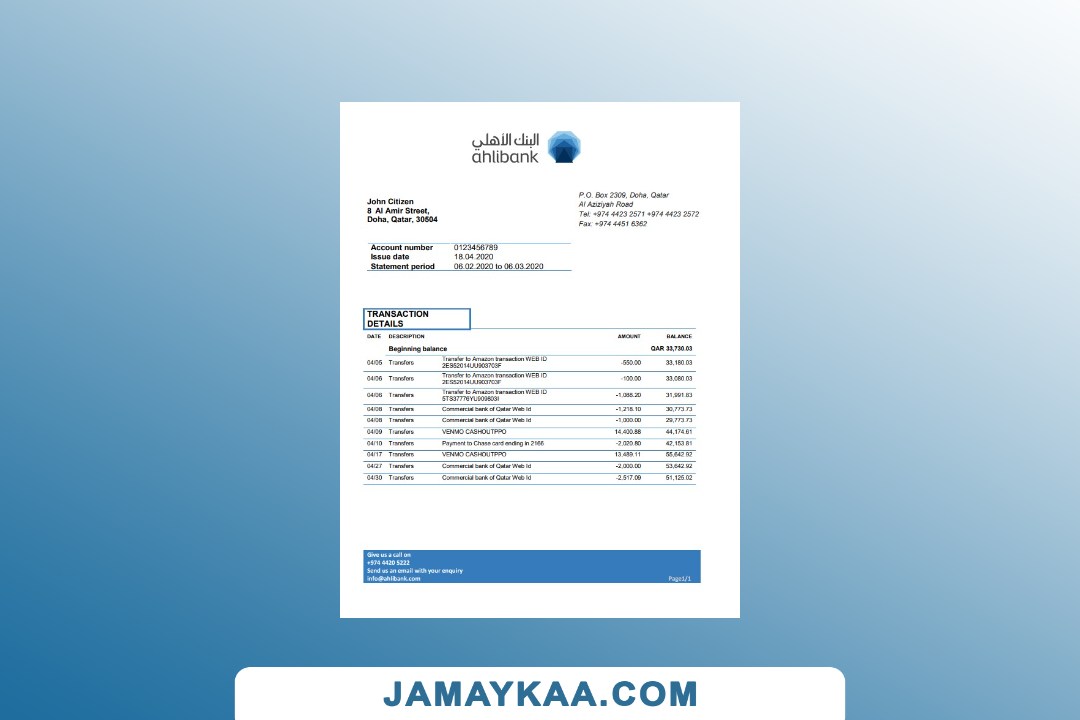 البنك الأهلي
ahlibank
John Citizen
8 Al Amir Street,
Doha, Qatar, 30504
P.O. Box 2309, Doha, Qatar
Al Aziziyah Road
Tel: +974 4423 2571 +974 4423 2572
Fax: +974 4451 6362
Account number 0123456789
Issue date 18.04.2020
Statement period 06.02.2020 to 06.03.2020
TRANSACTION
DETAILS
DATE DESCRIPTION AMOUNT BALANCE
Beginning balance QAR 33,730.03
04/05 Transfers Transfer to Amazon transaction WEB ID -550.00 33,180.03
2ES52014UU903703F
04/06 Transfers Transfer to Amazon transaction WEB ID -100.00 33,080.03
2ES52014UU903703F
04/06 Transfers Transfer to Amazon transaction WEB ID -1,088.20 31,991.83
5TS37776YU909803I
04/08 Transfers Commercial bank of Qatar Web Id -1,218.10 30,773.73
04/08 Transfers Commercial bank of Qatar Web Id -1,000.00 29,773.73
04/09 Transfers VENMO CASHOUTPPO 14,400.88 44,174.61
04/10 Transfers Payment to Chase card ending in 2166 -2,020.80 42,153.81
04/17 Transfers VENMO CASHOUTPPO 13,489.11 55,642.92
04/27 Transfers Commercial bank of Qatar Web Id -2,000.00 53,642.92
04/30 Transfers Commercial bank of Qatar Web Id -2,517.09 51,125.02
Give us a call on
+974 4420 5222
Send us an email with your enquiry
info@ahlibank.com Page1/1
JAMAYKAA.COM